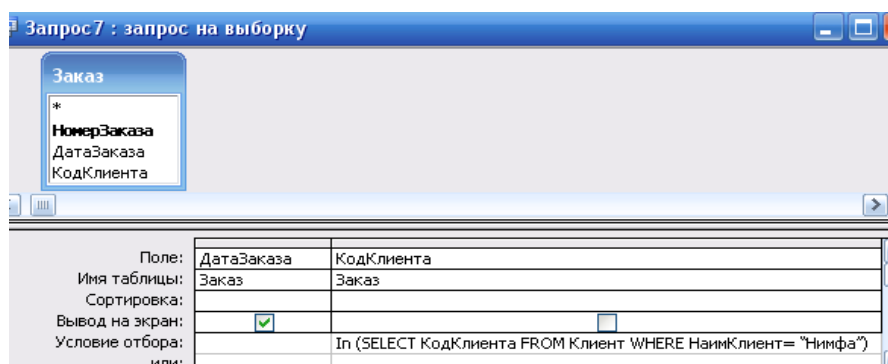 Запрос7 : запрос на выборку
Заказ
*
НомерЗаказа
ДатаЗаказа
КодКлиента
Поле: ДатаЗаказа КодКлиента
Имя таблицы: Заказ Заказ
Сортировка:
Вывод на экран:
Условие отбора: In (SELECT КодКлиента FROM Клиент WHERE НаимКлиент= "Нимфа")
или: